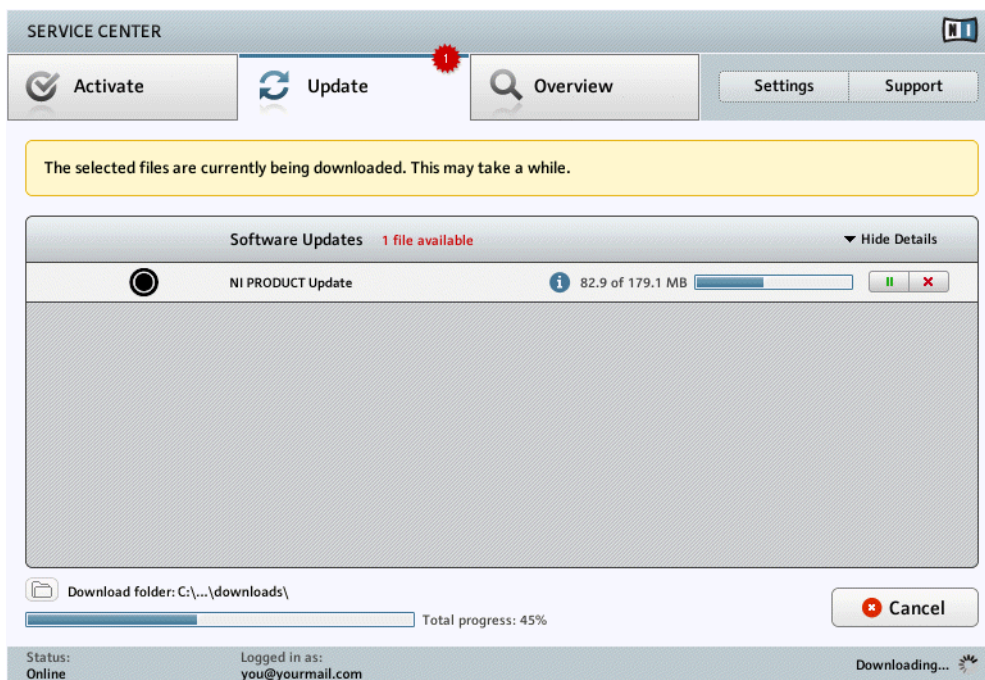 SERVICE CENTER
NI
Activate
Update
1
Overview
Settings
Support
The selected files are currently being downloaded. This may take a while.
Software Updates 1 file available
Hide Details
NI PRODUCT Update
i
82.9 of 179.1 MB
Download folder: C:\...\downloads\
Total progress: 45%
Cancel
Status:
Online
Logged in as:
you@yourmail.com
Downloading...